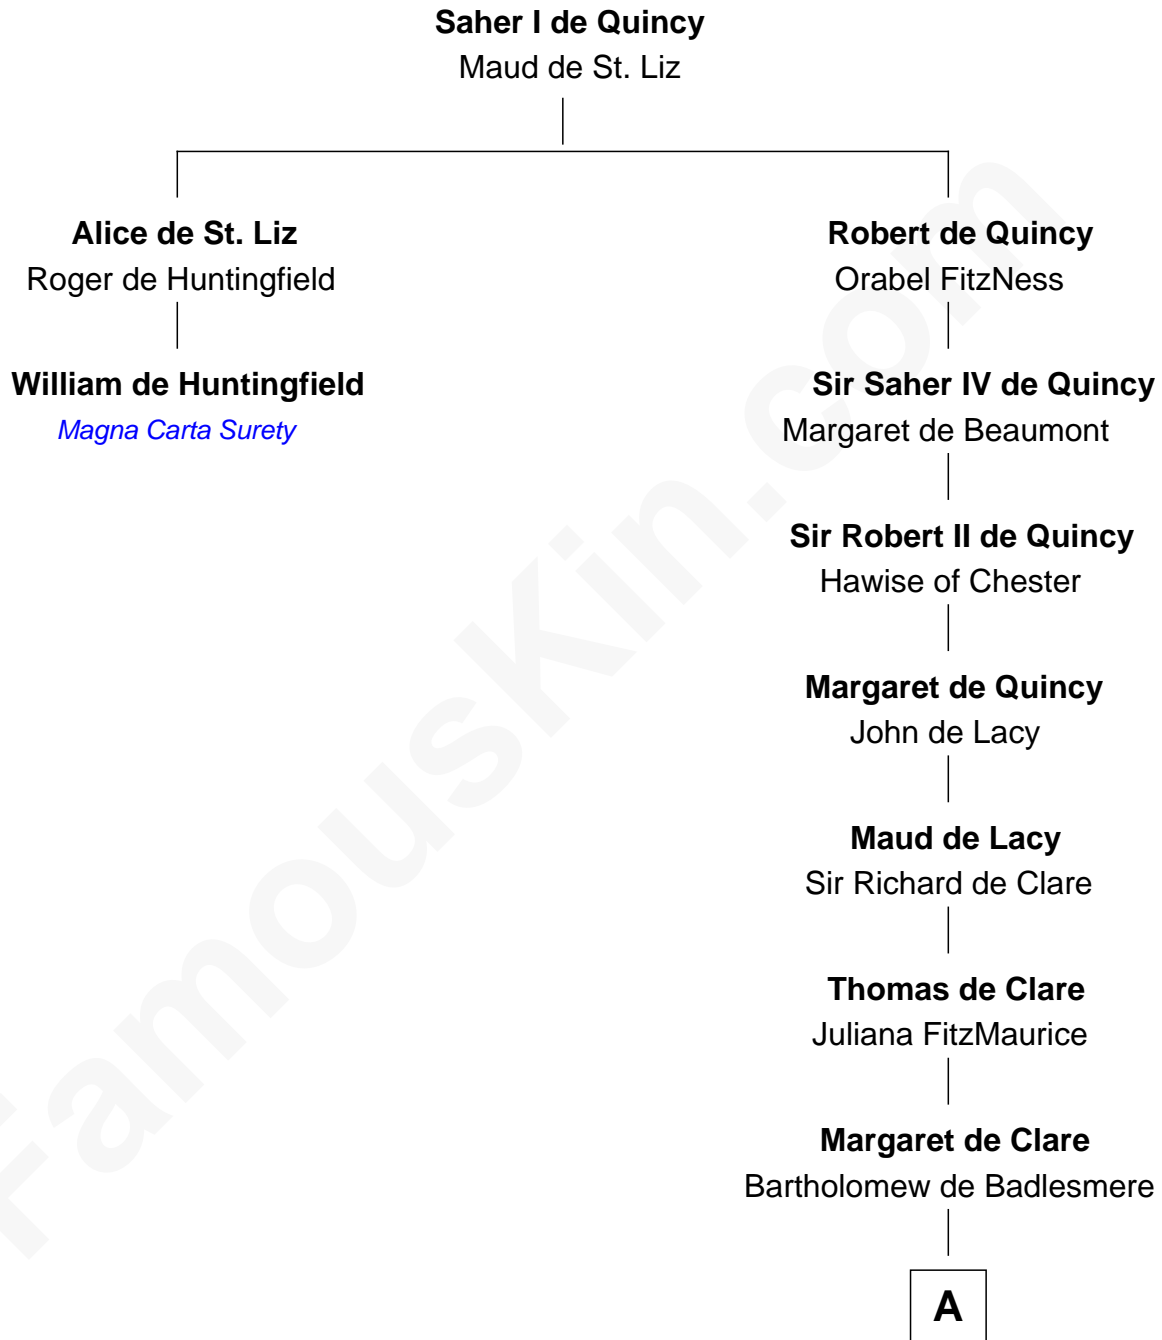 Saher I de Quincy
Maud de St. Liz
Alice de St. Liz
Roger de Huntingfield
William de Huntingfield
Magna Carta Surety
Robert de Quincy
Orabel FitzNess
Sir Saher IV de Quincy
Margaret de Beaumont
Sir Robert II de Quincy
Hawise of Chester
Margaret de Quincy
John de Lacy
Maud de Lacy
Sir Richard de Clare
Thomas de Clare
Juliana FitzMaurice
Margaret de Clare
Bartholomew de Badlesmere
A
FamousKin.com